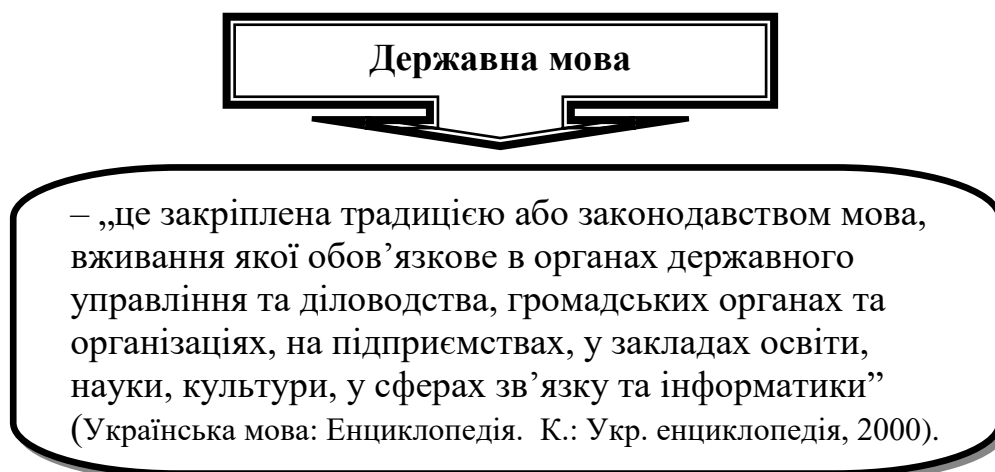 Державна мова
– „це закріплена традицією або законодавством мова,
вживання якої обов’язкове в органах державного
управління та діловодства, громадських органах та
організаціях, на підприємствах, у закладах освіти,
науки, культури, у сферах зв’язку та інформатики”
(Українська мова: Енциклопедія. К.: Укр. енциклопедія, 2000).